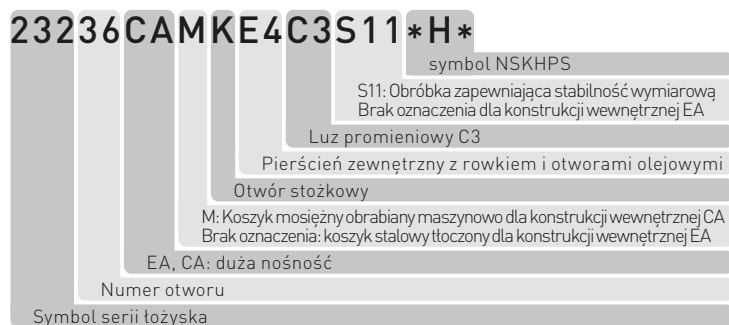 23236CAMKE4C3S11*H*
symbol NSKHPS
S11: Obróbka zapewniająca stabilność wymiarową
Brak oznaczenia dla konstrukcji wewnętrznej EA
Luz promieniowy C3
Pierścień zewnętrzny z rowkiem i otworami olejowymi
Otwór stożkowy
M: Koszyk mosiężny obrabiany maszynowo dla konstrukcji wewnętrznej CA
Brak oznaczenia: koszyk stalowy tłoczony dla konstrukcji wewnętrznej EA
EA, CA: duża nośność
Numer otworu
Symbol serii łożyska